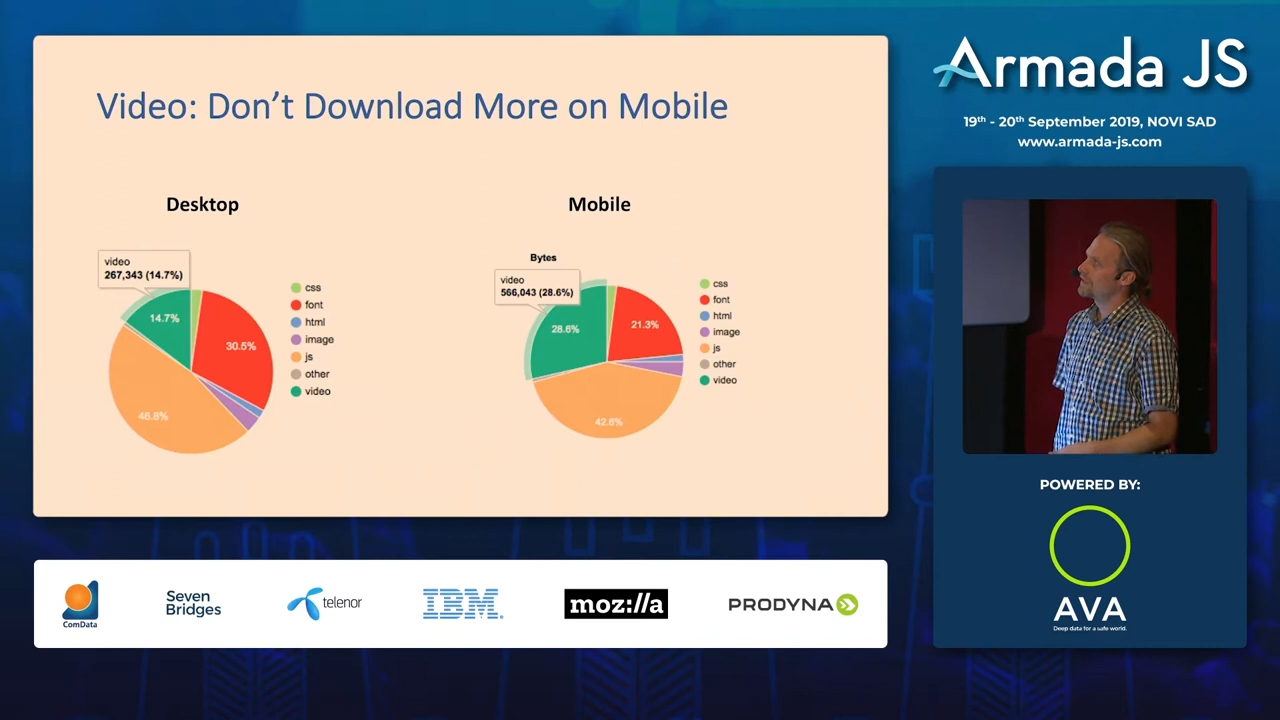 Video: Don't Download More on Mobile
Desktop
video
267,343 (14.7%)
14.7%
30.5%
46.8%
css
font
html
image
js
other
video
Mobile
Bytes
video
566,043 (28.6%)
28.6%
21.3%
42.6%
css
font
html
image
js
other
video
Armada JS
19th - 20th September 2019, NOVI SAD
www.armada-js.com
POWERED BY:
AVA
Deep data for a safe world.
ComData
Seven
Bridges
telenor
IBM
moz://a
PRODYNA